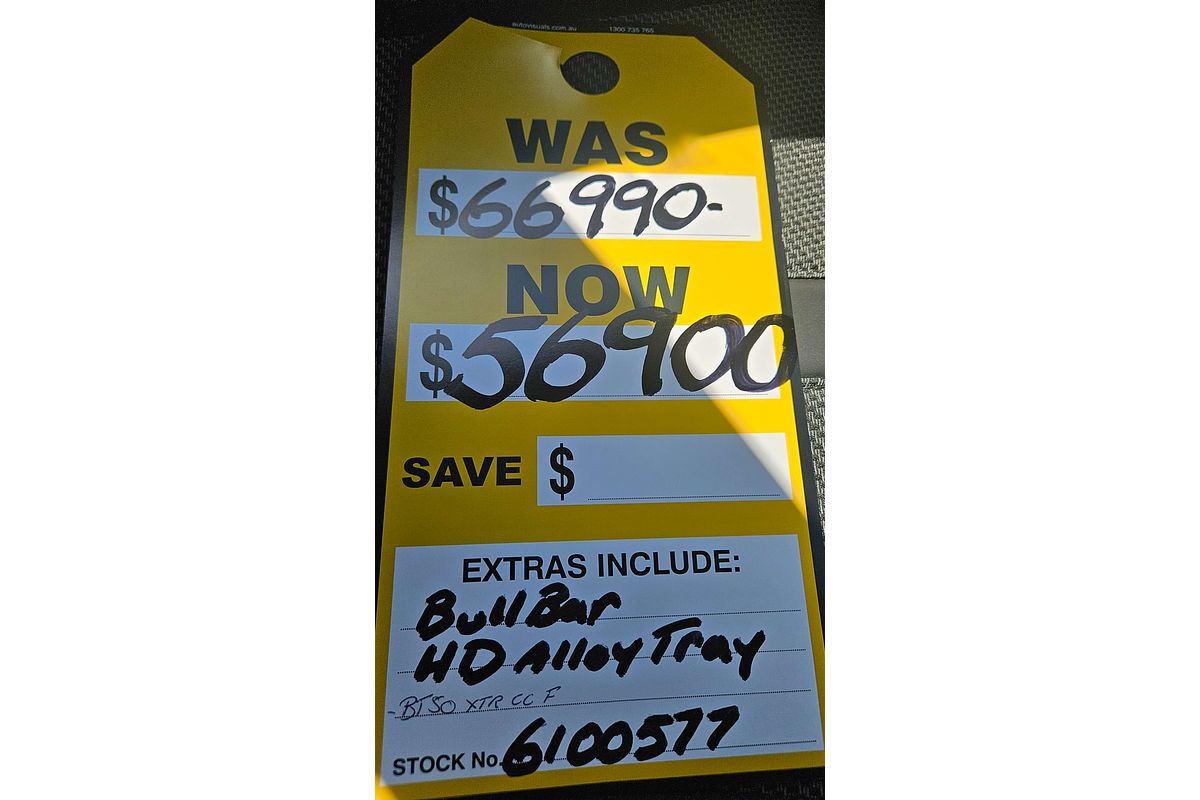 autovisuals.com.au 1300 735 765
WAS
$66990-
NOW
$56900
SAVE $
EXTRAS INCLUDE:
Bull Bar
HD Alloy Tray
- BT50 XTR CC F
STOCK No. 6100577